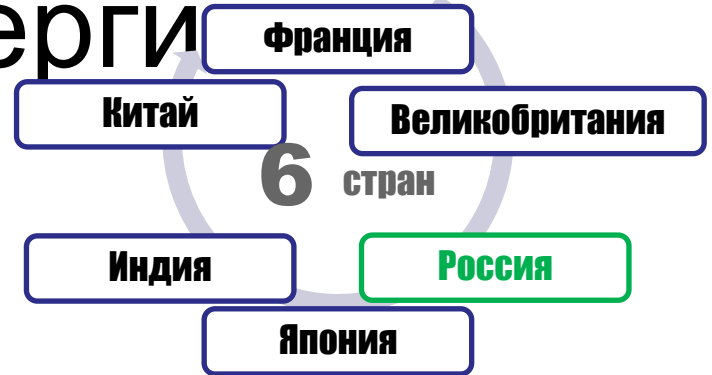 ерги
Франция
Китай
Великобритания
6 стран
Индия
Россия
Япония